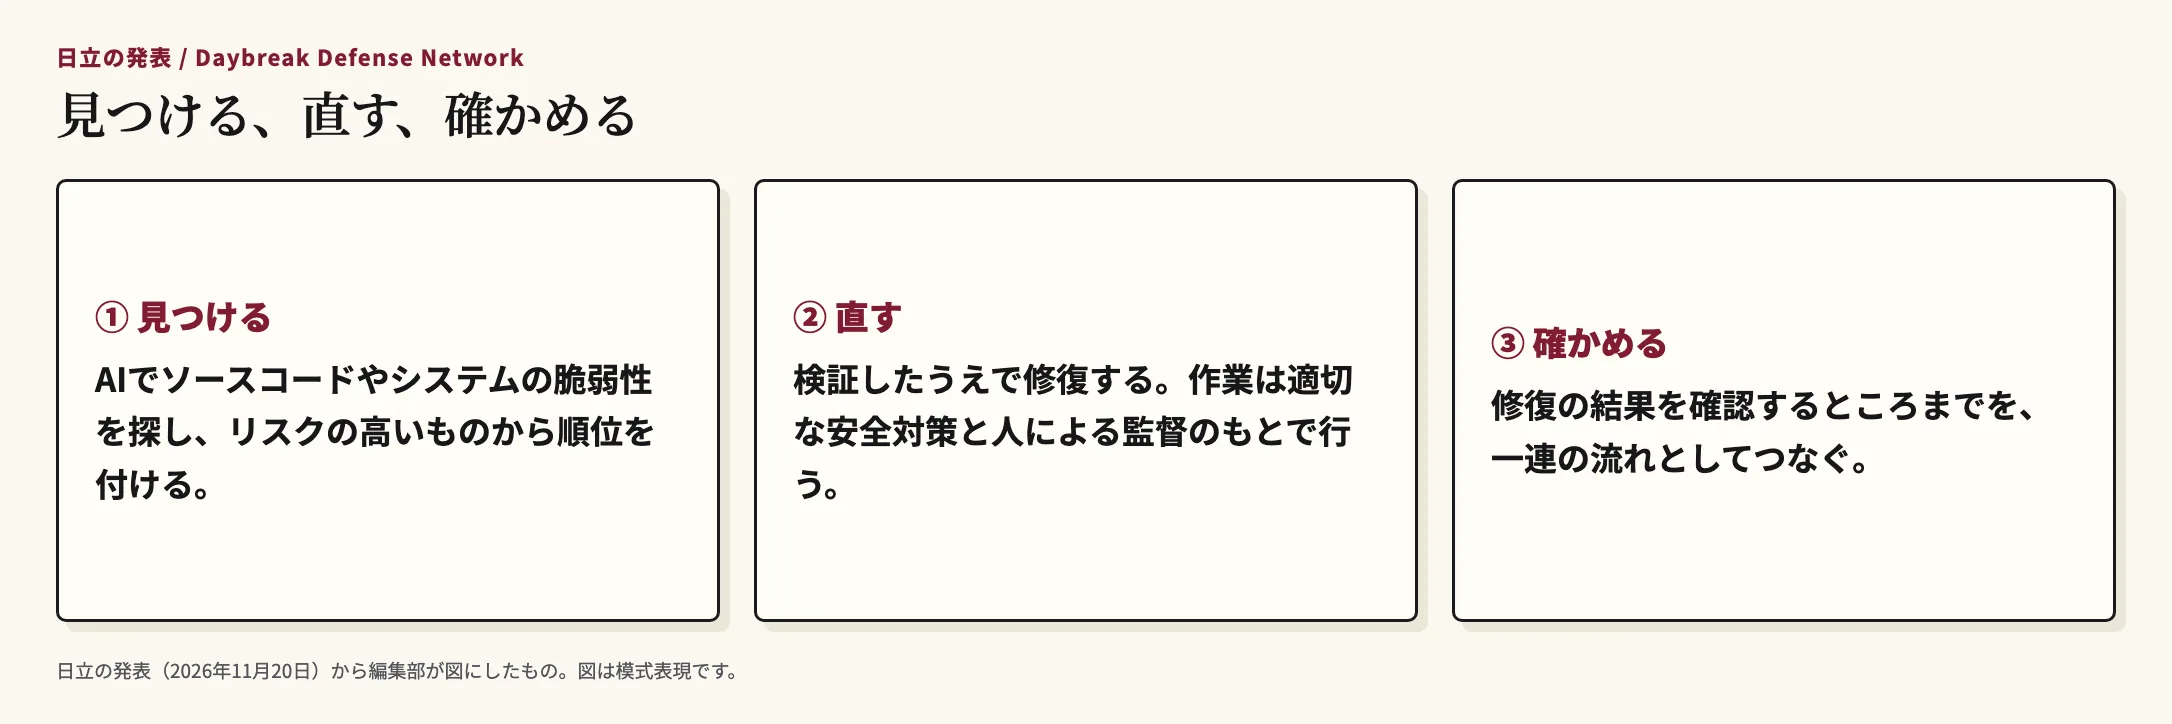 日立の発表 / Daybreak Defense Network
見つける、直す、確かめる
① 見つける
AIでソースコードやシステムの脆弱性
を探し、リスクの高いものから順位を
付ける。
② 直す
検証したうえで修復する。作業は適切
な安全対策と人による監督のもとで行
う。
③ 確かめる
修復の結果を確認するところまでを、
一連の流れとしてつなぐ。
日立の発表（2026年11月20日）から編集部が図にしたもの。図は模式表現です。